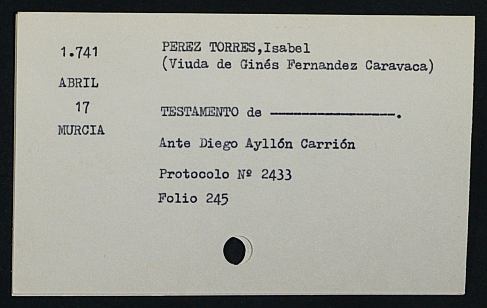 1.741
ABRIL
17
MURCIA
PEREZ TORRES,Isabel
(Viuda de Ginés Fernandez Caravaca)
TESTAMENTO de ------------------.
Ante Diego Ayllón Carrión
Protocolo Nº 2433
Folio 245